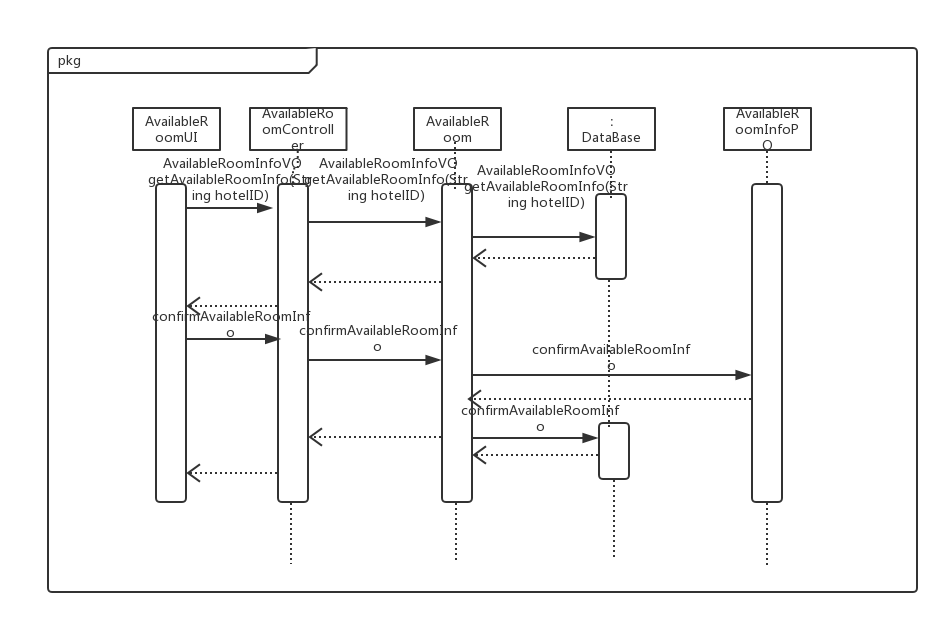 pkg
AvailableR
oomUI
AvailableRo
omControll
er
AvailableR
oom
:
DataBase
AvailableR
oomInfoP
O
AvailableRoomInfoVO
getAvailableRoomInfo(Str
ing hotelID)
AvailableRoomInfoVO
getAvailableRoomInfo(Str
ing hotelID)
AvailableRoomInfoVO
getAvailableRoomInfo(Str
ing hotelID)
confirmAvailableRoomInf
o
confirmAvailableRoomInf
o
confirmAvailableRoomInf
o
confirmAvailableRoomInf
o